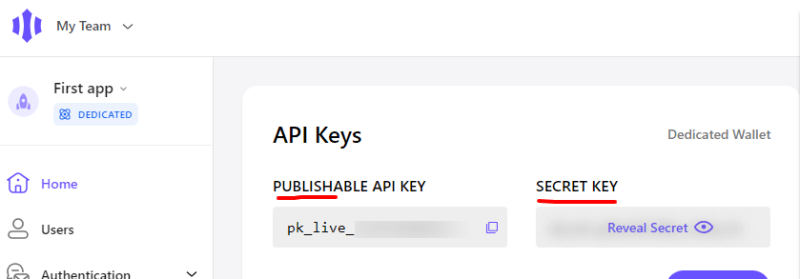 My Team
First app
DEDICATED
API Keys
Dedicated Wallet
PUBLISHABLE API KEY
SECRET KEY
Home
pk_live_
Reveal Secret
Users
Authentication